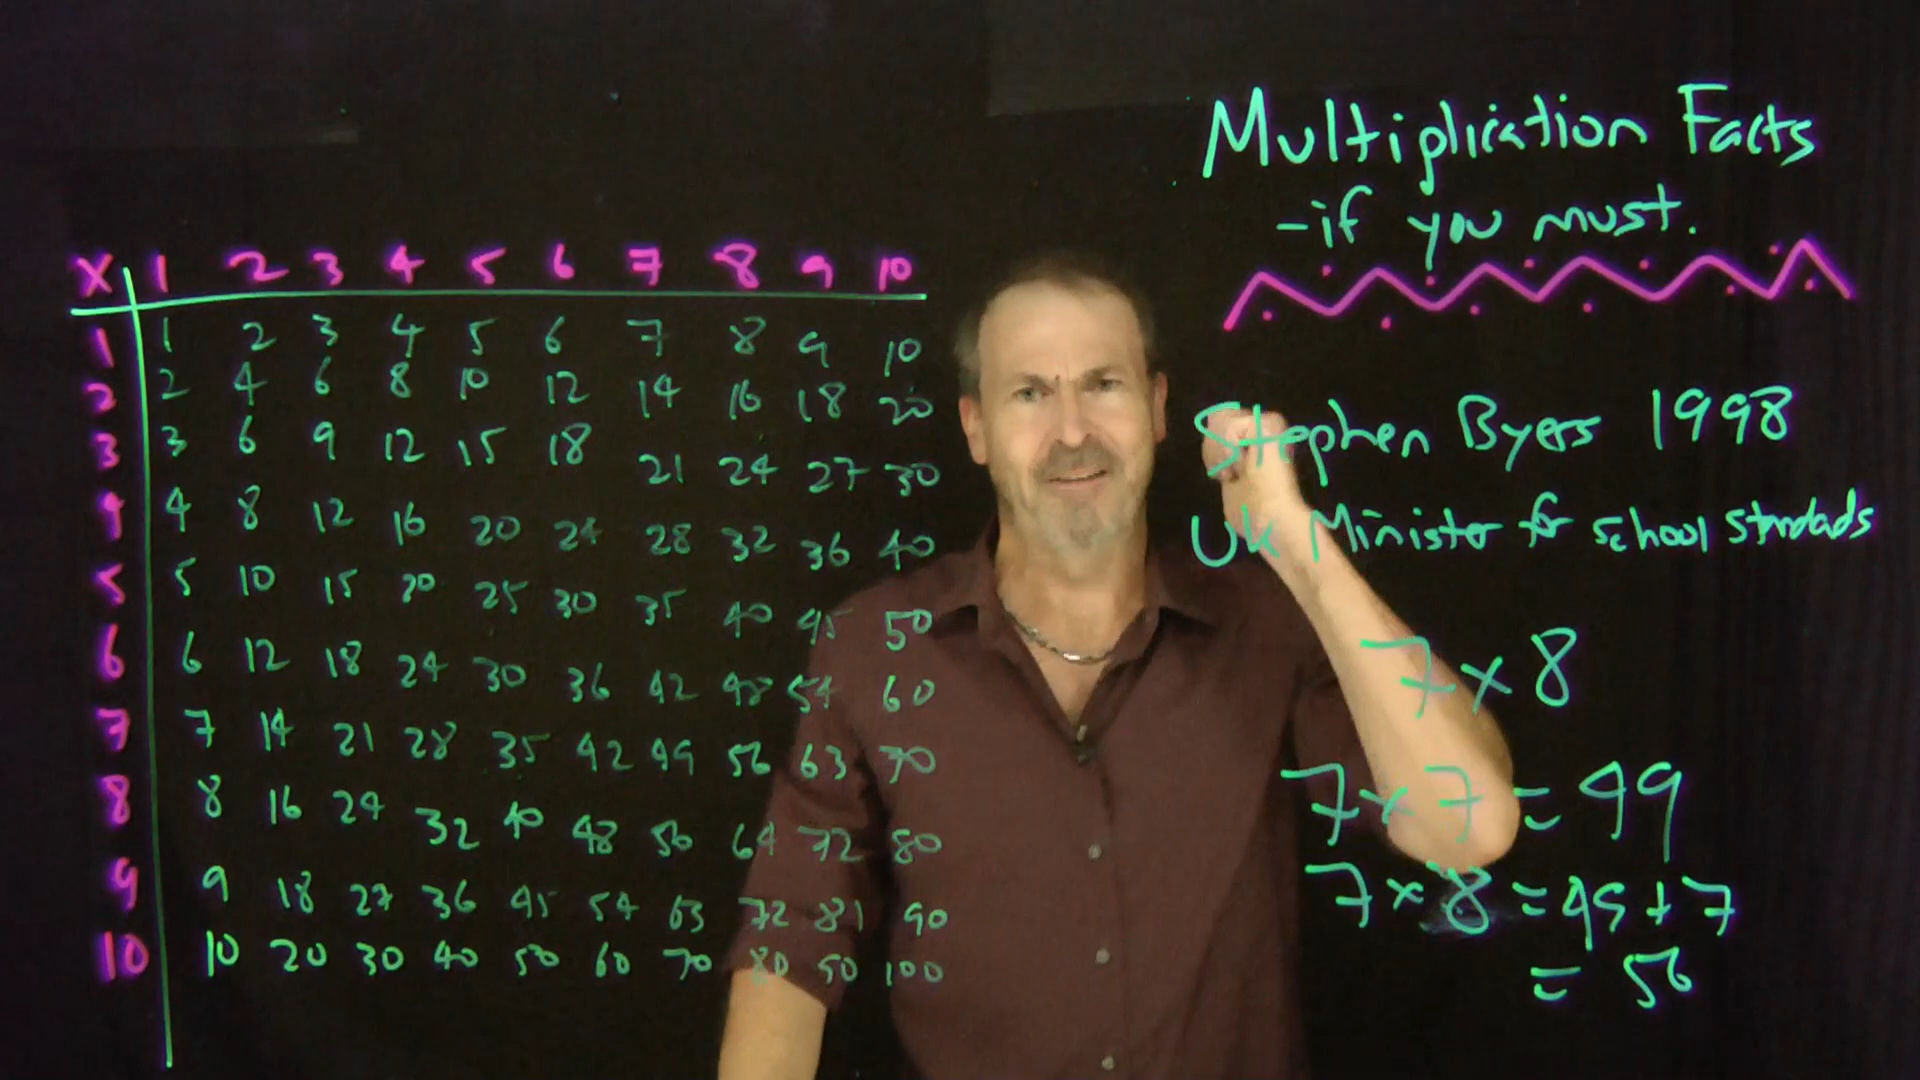 Multiplication Facts
-if you must.
X 1 2 3 4 5 6 7 8 9 10
1 1 2 3 4 5 6 7 8 9 10
2 2 4 6 8 10 12 14 16 18 20
3 3 6 9 12 15 18 21 24 27 30
4 4 8 12 16 20 24 28 32 36 40
5 5 10 15 20 25 30 35 40 45 50
6 6 12 18 24 30 36 42 48 54 60
7 7 14 21 28 35 42 49 56 63 70
8 8 16 24 32 40 48 56 64 72 80
9 9 18 27 36 45 54 63 72 81 90
10 10 20 30 40 50 60 70 80 90 100
Stephen Byers 1998
UK Minister for school standads
7 x 8
7 x 7 = 49
7 x 8 = 49 + 7
= 56